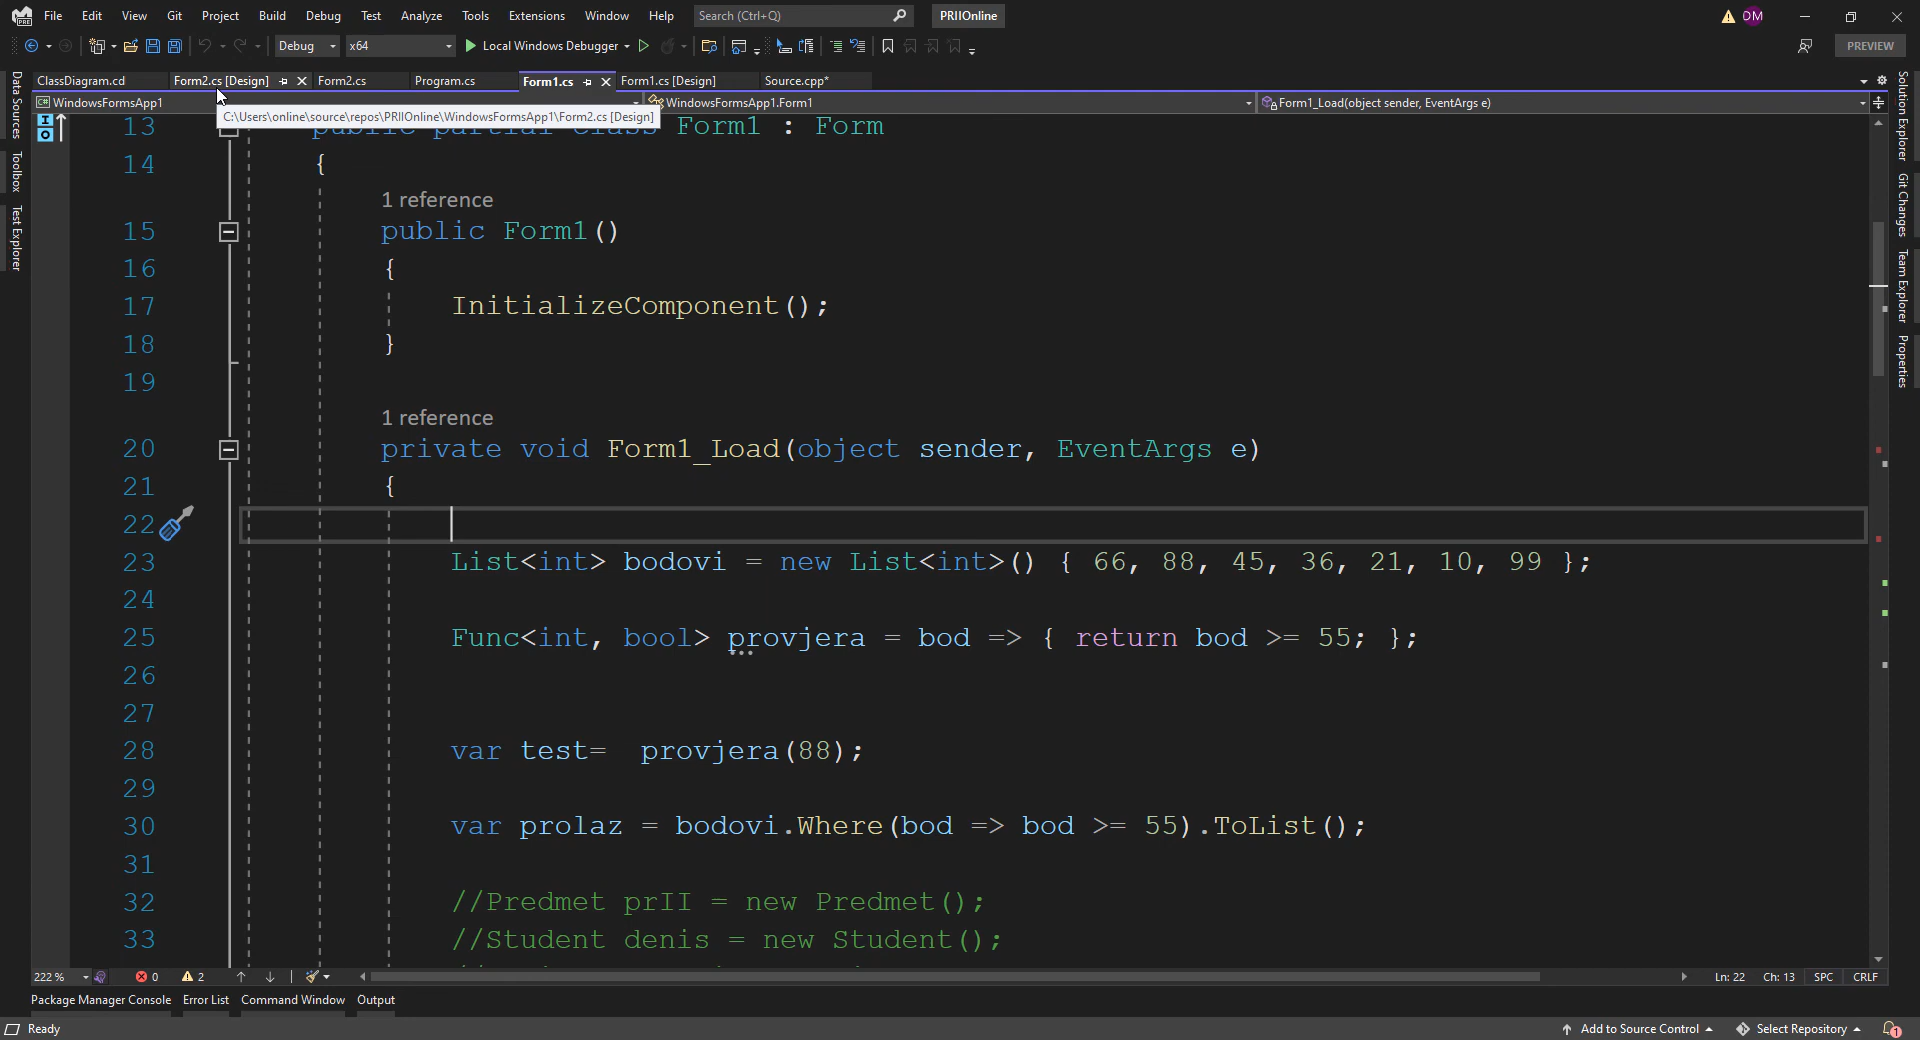 File Edit View Git Project Build Debug Test Analyze Tools Extensions Window Help Search (Ctrl+Q) PRIIOnline DM
Debug x64 Local Windows Debugger PREVIEW
ClassDiagram.cd Form2.cs [Design] Form2.cs Program.cs Form1.cs Form1.cs [Design] Source.cpp*
WindowsFormsApp1 WindowsFormsApp1.Form1 Form1_Load(object sender, EventArgs e)
C:\Users\online\source\repos\PRIIOnline\WindowsFormsApp1\Form2.cs [Design]
Data Sources
Toolbox
Test Explorer
13 public partial class Form1 : Form
14 {
1 reference
15 public Form1()
16 {
17 InitializeComponent();
18 }
19
1 reference
20 private void Form1_Load(object sender, EventArgs e)
21 {
22
23 List<int> bodovi = new List<int>() { 66, 88, 45, 36, 21, 10, 99 };
24
25 Func<int, bool> provjera = bod => { return bod >= 55; };
26
27
28 var test= provjera(88);
29
30 var prolaz = bodovi.Where(bod => bod >= 55).ToList();
31
32 //Predmet prII = new Predmet();
33 //Student denis = new Student();
Solution Explorer
Git Changes
Team Explorer
Properties
222 % 0 2 Ln: 22 Ch: 13 SPC CRLF
Package Manager Console Error List Command Window Output
Ready Add to Source Control Select Repository 1